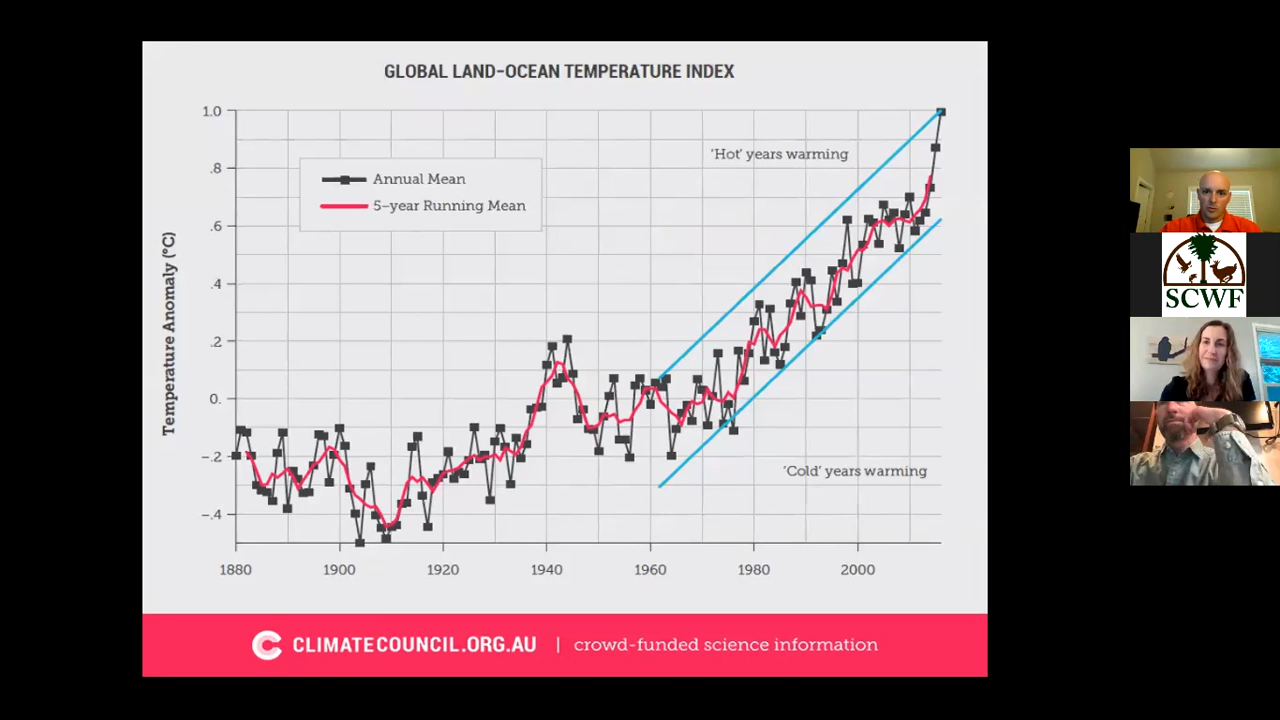 GLOBAL LAND-OCEAN TEMPERATURE INDEX
Temperature Anomaly (°C)
1.0
.8
.6
.4
.2
0.
-.2
-.4
Annual Mean
5-year Running Mean
'Hot' years warming
'Cold' years warming
1880 1900 1920 1940 1960 1980 2000
CLIMATECOUNCIL.ORG.AU | crowd-funded science information
SCWF